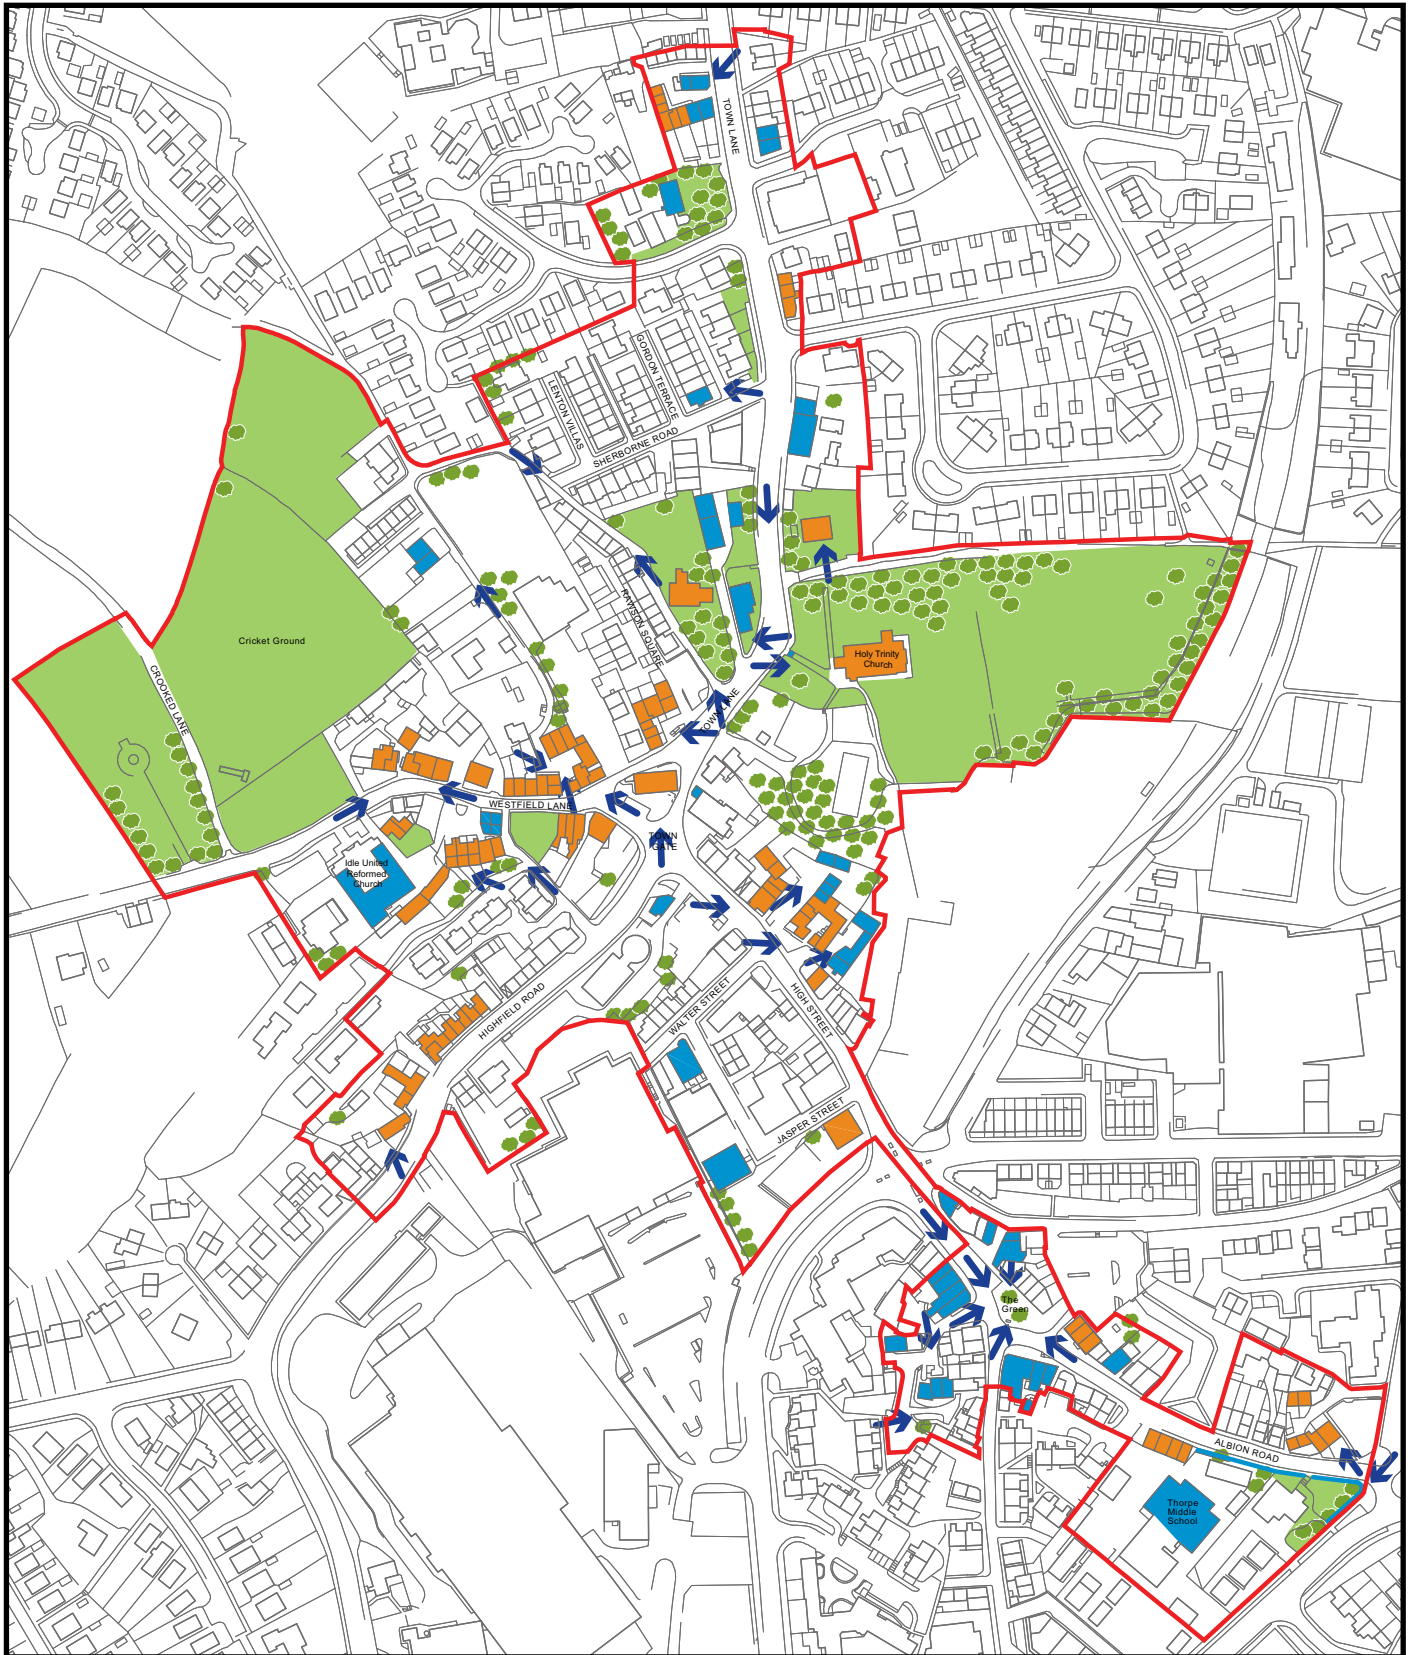 TOWN LANE
GORDON TERRACE
LENTON VILLAS
SHERBORNE ROAD
RAWSON SQUARE
Cricket Ground
Holy Trinity
Church
CROOKED LANE
TOWN LANE
WESTFIELD LANE
TOWN
GATE
Idle United
Reformed
Church
HIGHFIELD ROAD
WALTER STREET
HIGH STREET
JASPER STREET
The
Green
ALBION ROAD
Thorpe
Middle
School